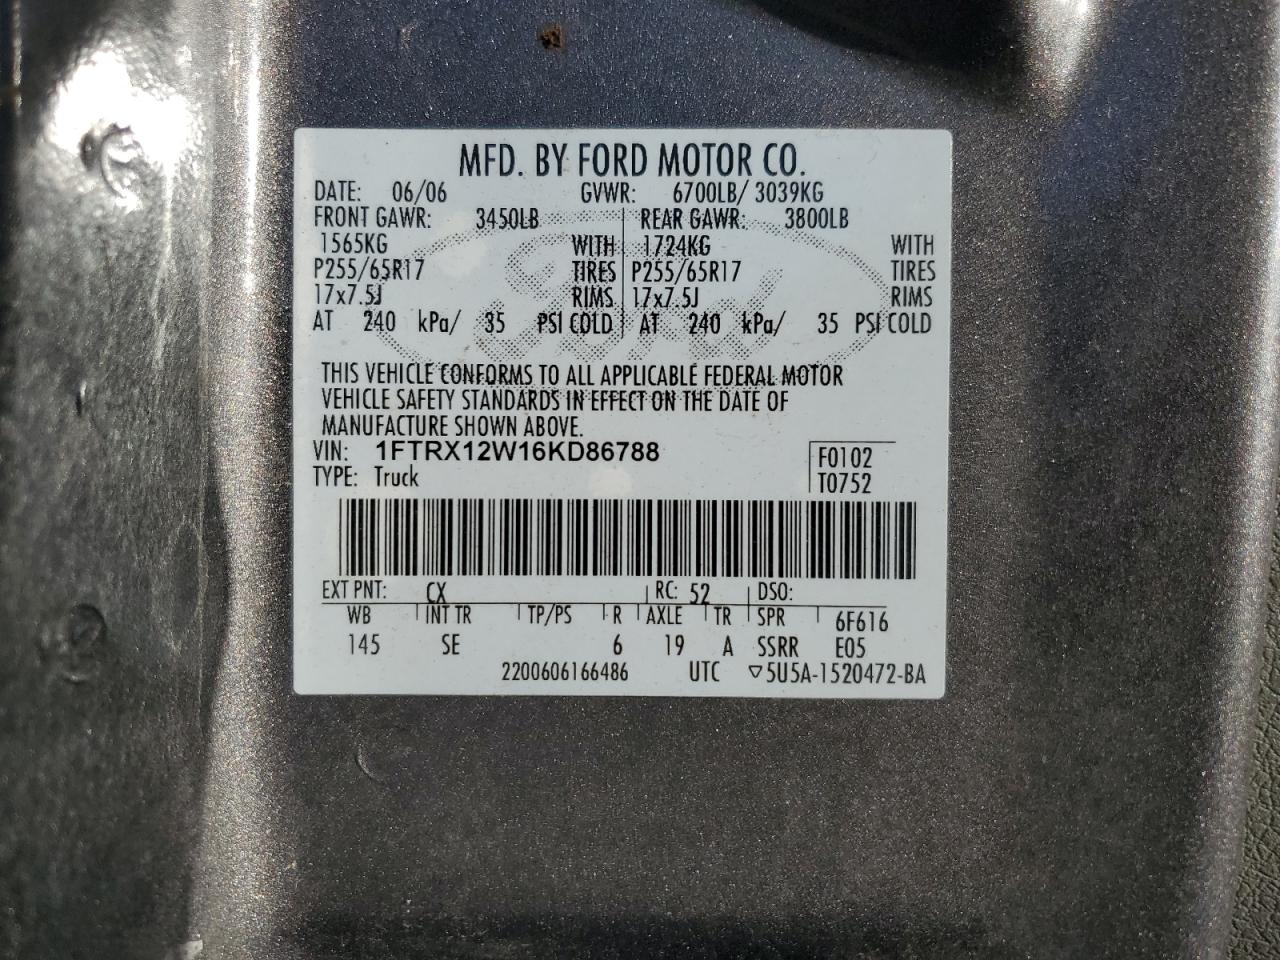 MFD. BY FORD MOTOR CO.
DATE: 06/06 GVWR: 6700LB/ 3039KG
FRONT GAWR: 3450LB REAR GAWR: 3800LB
1565KG WITH 1724KG WITH
P255/65R17 TIRES P255/65R17 TIRES
17x7.5J RIMS 17x7.5J RIMS
AT 240 kPa/ 35 PSI COLD AT 240 kPa/ 35 PSI COLD
Ford
THIS VEHICLE CONFORMS TO ALL APPLICABLE FEDERAL MOTOR
VEHICLE SAFETY STANDARDS IN EFFECT ON THE DATE OF
MANUFACTURE SHOWN ABOVE.
VIN: 1FTRX12W16KD86788 F0102
TYPE: Truck T0752
EXT PNT: CX RC: 52 DSO:
WB INT TR TP/PS R AXLE TR SPR 6F616
145 SE 6 19 A SSRR E05
2200606166486 UTC ▽5U5A-1520472-BA